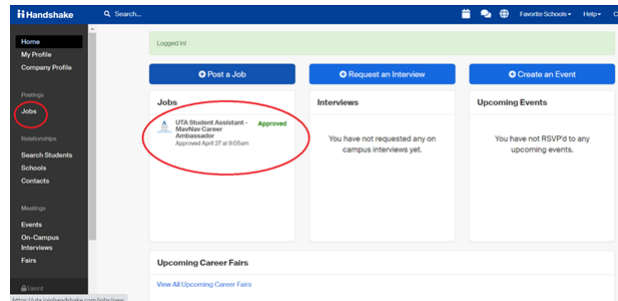 Handshake
Search...
Favorite Schools
Help
Home
My Profile
Company Profile
Postings
Jobs
Relationships
Search Students
Schools
Contacts
Meetings
Events
On-Campus
Interviews
Fairs
Talent
Logged in!
Post a Job
Request an Interview
Create an Event
Jobs
UTA Student Assistant -
MavNav Career
Ambassador
Approved
Approved April 27 at 9:05am
Interviews
You have not requested any on
campus interviews yet.
Upcoming Events
You have not RSVP'd to any
upcoming events.
Upcoming Career Fairs
View All Upcoming Career Fairs
https://uta.joinhandshake.com/jobs/new